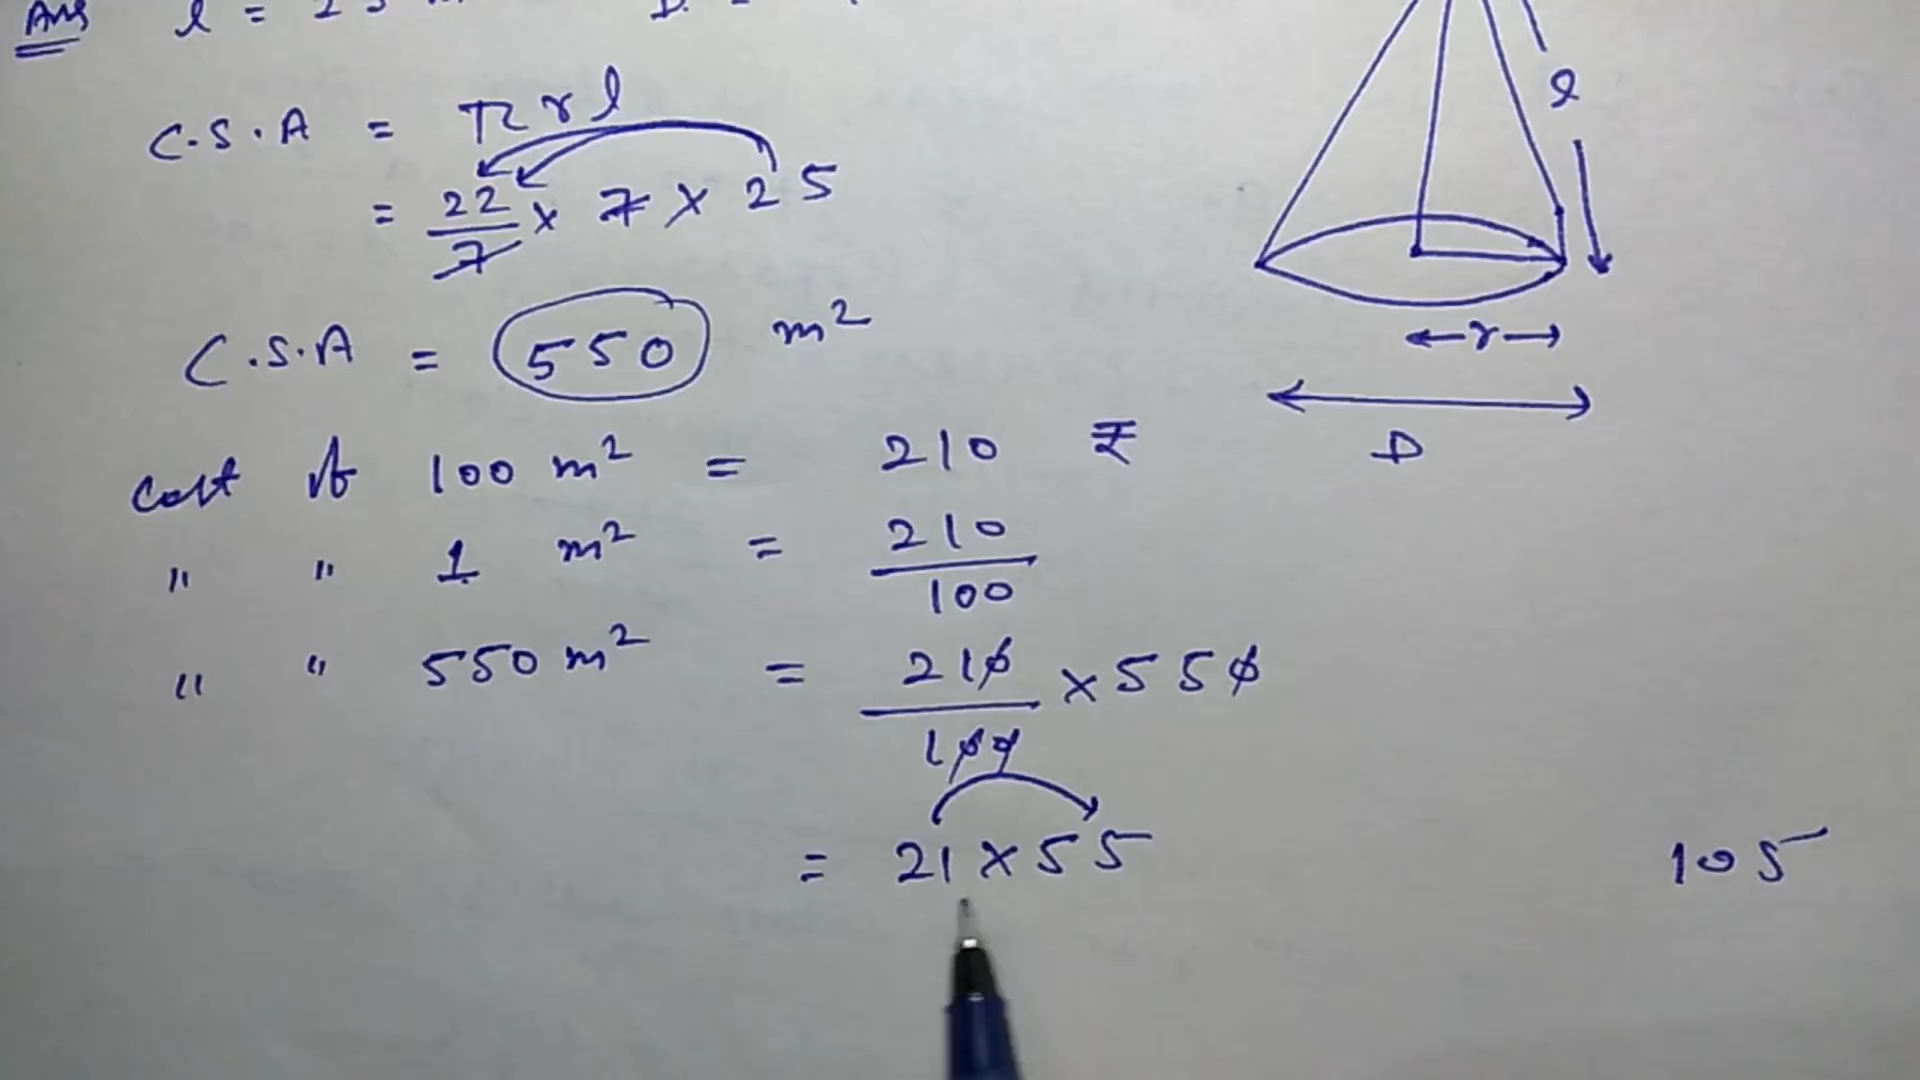 Ans l = 25
C.S.A = πrl
= 22/7 × 7 × 25
C.S.A = 550 m²
Cost of 100 m² = 210 ₹
" " 1 m² = 210/100
" " 550 m² = 210/100 × 550
= 21 × 55
105
l
r
D